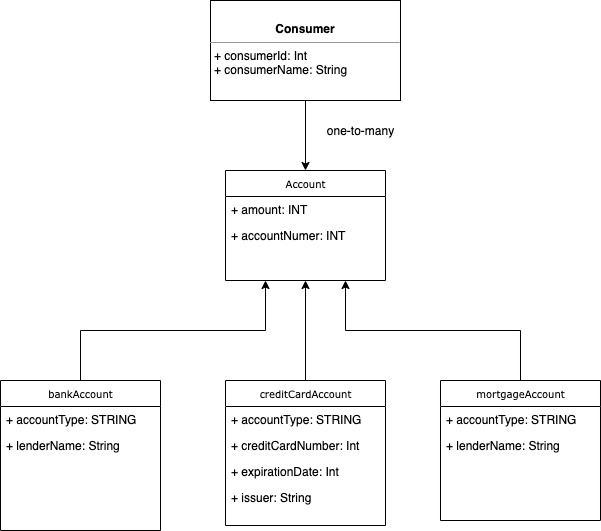 Consumer
+ consumerId: Int
+ consumerName: String
one-to-many
Account
+ amount: INT
+ accountNumer: INT
bankAccount
+ accountType: STRING
+ lenderName: String
creditCardAccount
+ accountType: STRING
+ creditCardNumber: Int
+ expirationDate: Int
+ issuer: String
mortgageAccount
+ accountType: STRING
+ lenderName: String